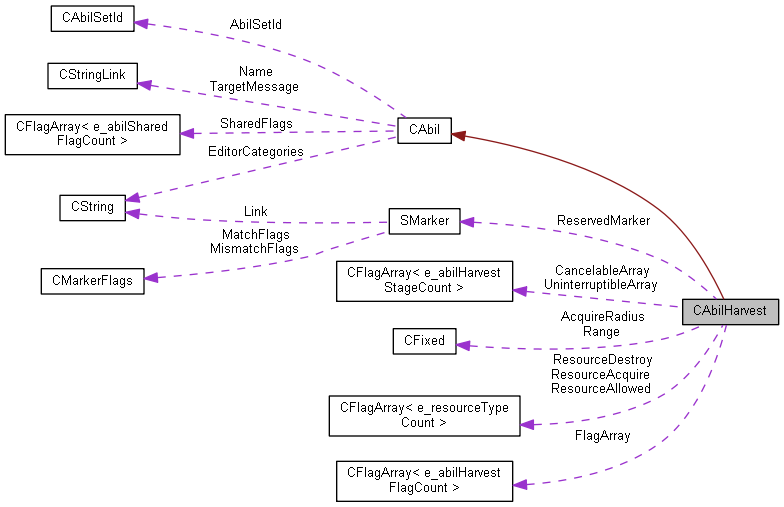 CAbilSetId
AbilSetId
CStringLink
Name
TargetMessage
CFlagArray< e_abilShared
FlagCount >
SharedFlags
CAbil
EditorCategories
CString
Link
SMarker
ReservedMarker
MatchFlags
MismatchFlags
CMarkerFlags
CFlagArray< e_abilHarvest
StageCount >
CancelableArray
UninterruptibleArray
CAbilHarvest
CFixed
AcquireRadius
Range
ResourceDestroy
ResourceAcquire
ResourceAllowed
CFlagArray< e_resourceType
Count >
FlagArray
CFlagArray< e_abilHarvest
FlagCount >